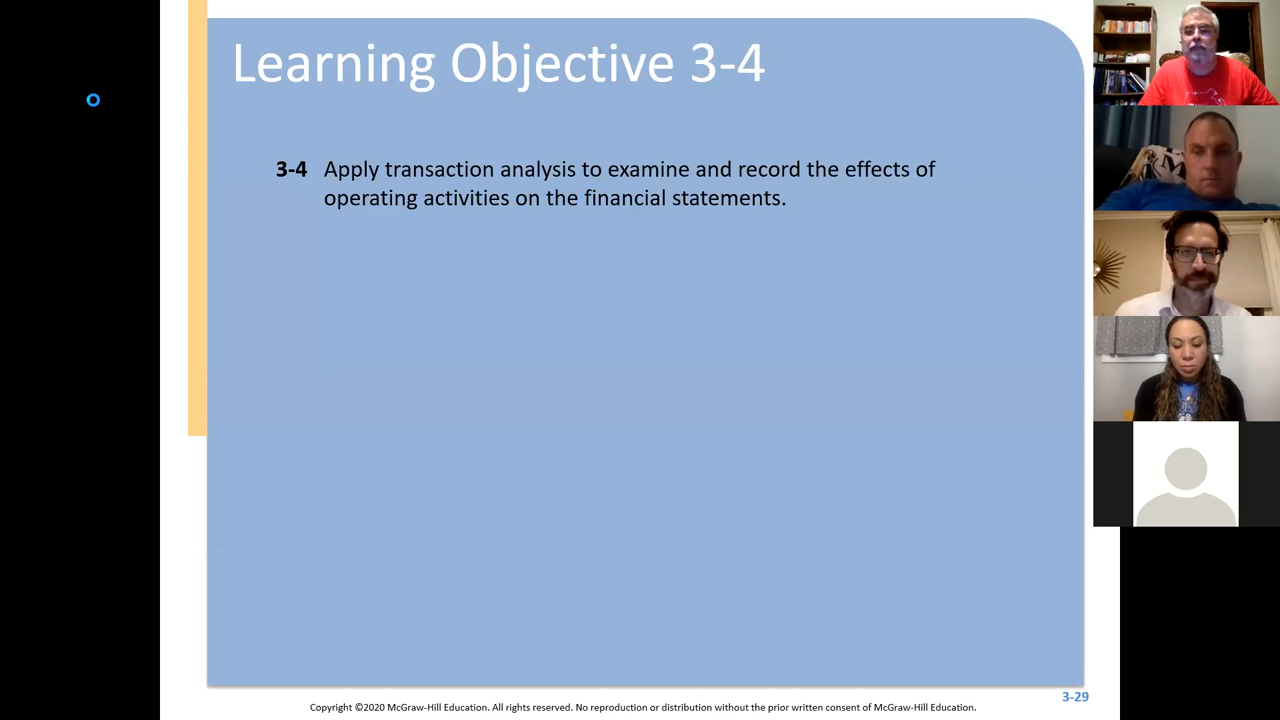 Learning Objective 3-4
3-4 Apply transaction analysis to examine and record the effects of
operating activities on the financial statements.
3-29
Copyright ©2020 McGraw-Hill Education. All rights reserved. No reproduction or distribution without the prior written consent of McGraw-Hill Education.